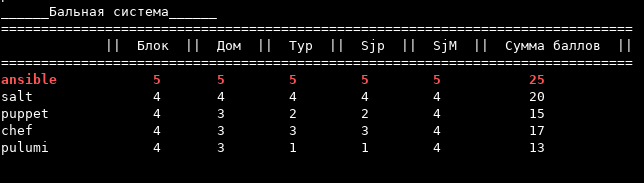 ______Бальная система______
===============================================================================
|| Блок || Дом || Тур || Sjp || SjM || Сумма баллов ||
===============================================================================
ansible 5 5 5 5 5 25
salt 4 4 4 4 4 20
puppet 4 3 2 2 4 15
chef 4 3 3 3 4 17
pulumi 4 3 1 1 4 13